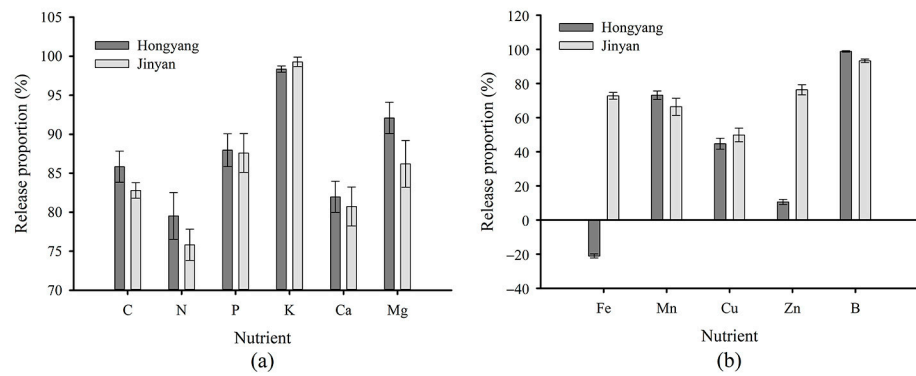 (a)
Release proportion (%)
105
100
95
90
85
80
75
70
Hongyang
Jinyan
C N P K Ca Mg
Nutrient
(a)
(b)
Release proportion (%)
120
100
80
60
40
20
0
−20
−40
Hongyang
Jinyan
Fe Mn Cu Zn B
Nutrient
(b)